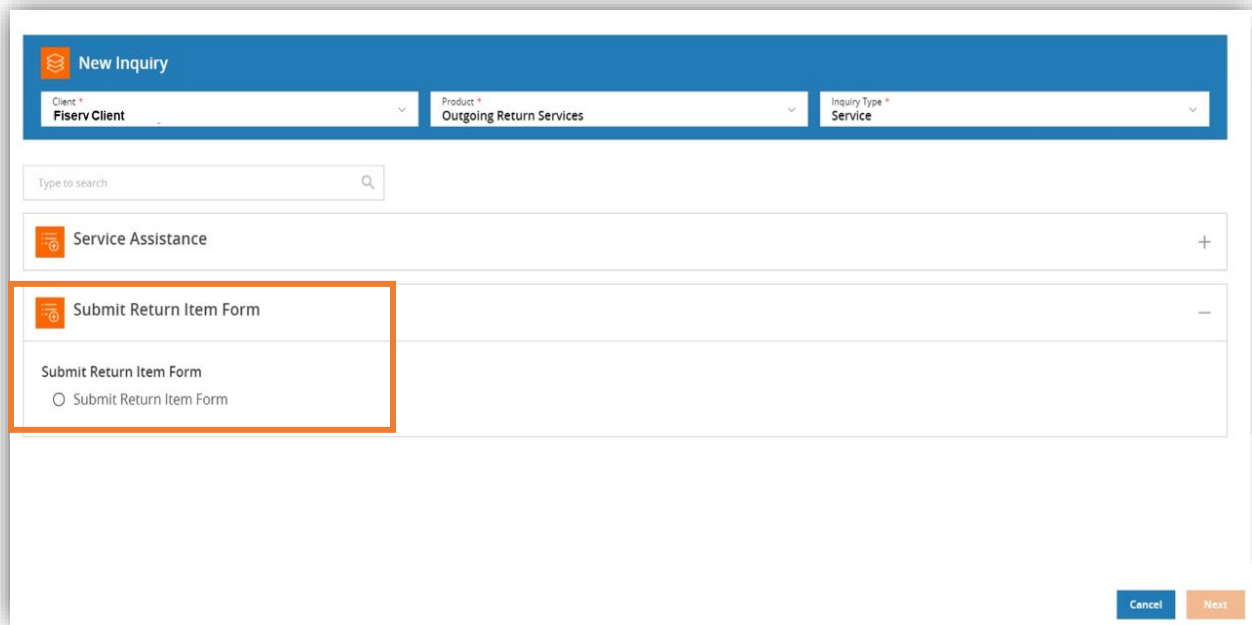 New Inquiry
Client * Product * Inquiry Type *
Fiserv Client Outgoing Return Services Service
Type to search
Service Assistance
Submit Return Item Form
Submit Return Item Form
Submit Return Item Form
Cancel Next